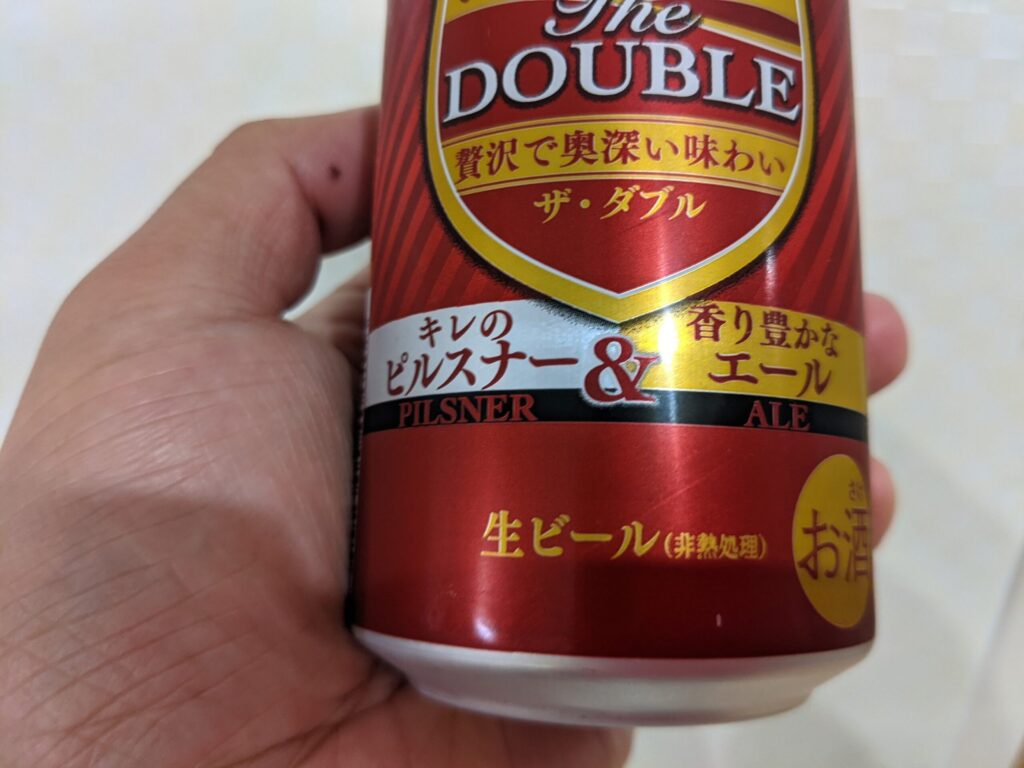 The
DOUBLE
贅沢で奥深い味わい
ザ・ダブル
キレの
ピルスナー
&
香り豊かな
エール
PILSNER
ALE
生ビール(非熱処理)
お酒